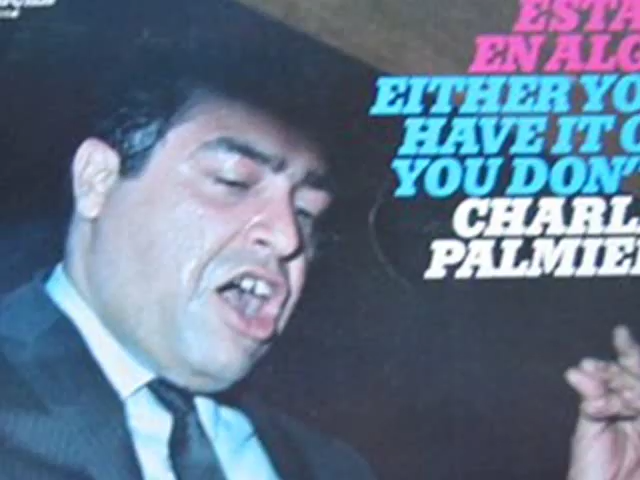 ESTA
EN ALG
EITHER YO
HAVE IT O
YOU DON'
CHARL
PALMIE